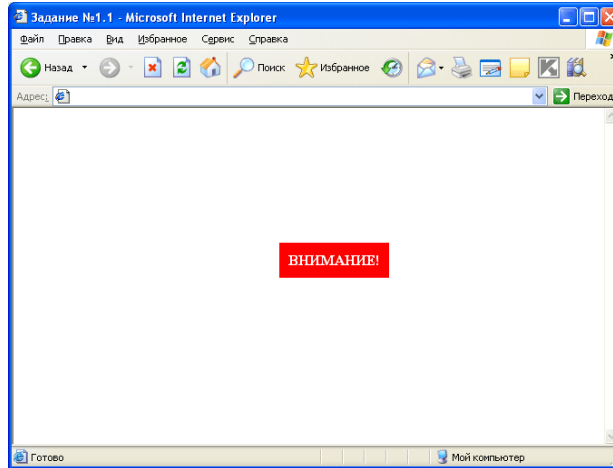 Задание №1.1 - Microsoft Internet Explorer
Файл Правка Вид Избранное Сервис Справка
Назад Поиск Избранное
Адрес: Переход
ВНИМАНИЕ!
Готово Мой компьютер